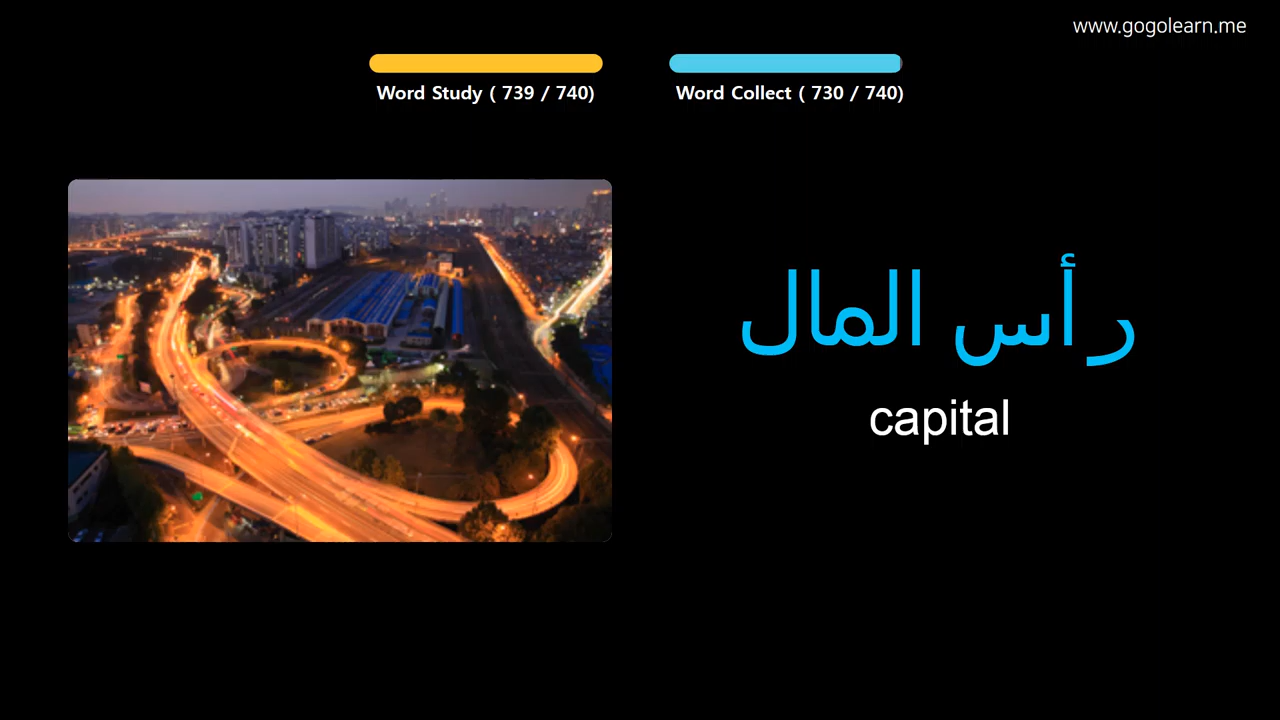 www.gogolearn.me
Word Study ( 739 / 740)
Word Collect ( 730 / 740)
رأس المال
capital